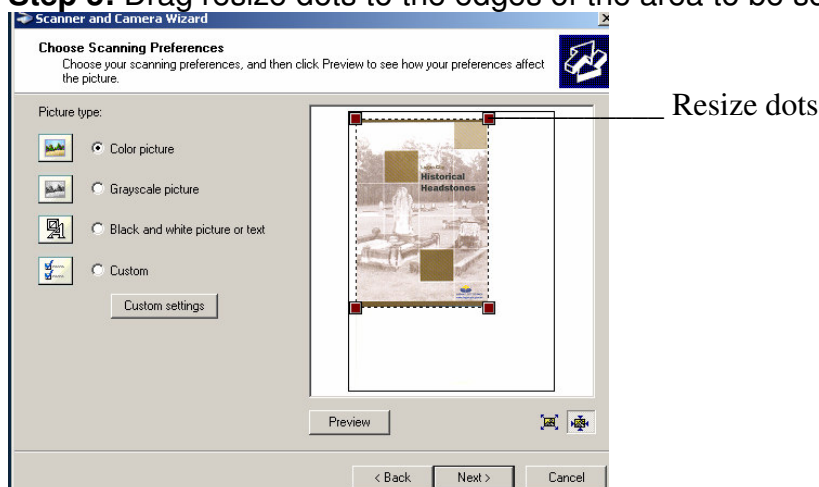 Drag resize dots to the edges of the area to be
Scanner and Camera Wizard
Choose Scanning Preferences
Choose your scanning preferences, and then click Preview to see how your preferences affect
the picture.
Picture type:
Resize dots
Color picture
Grayscale picture
Black and white picture or text
Custom
Custom settings
Historical
Headstones
Preview
< Back
Next >
Cancel